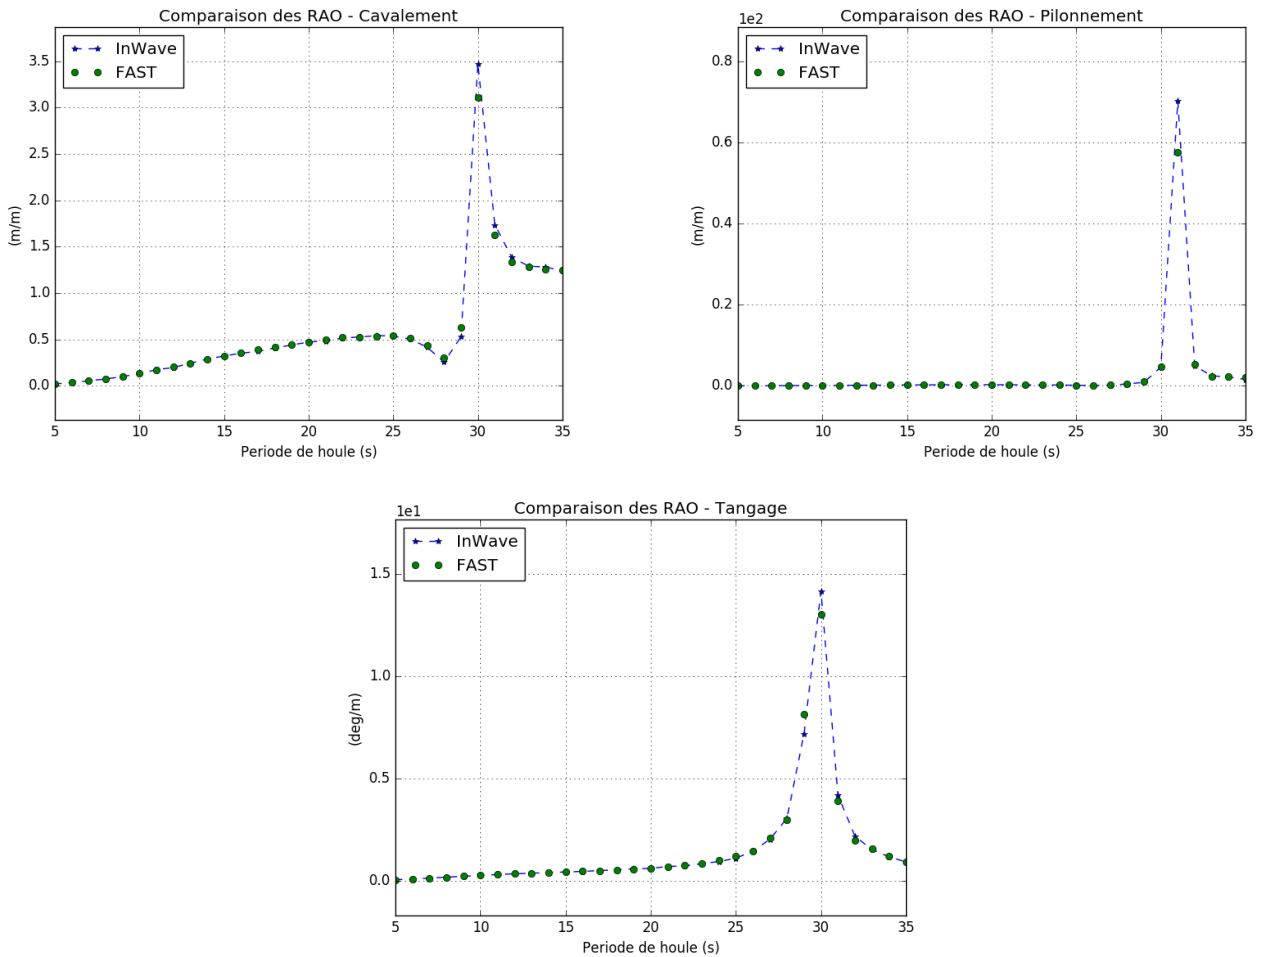 Comparaison des RAO - Cavalement
InWave
FAST
3.5
3.0
2.5
2.0
1.5
1.0
0.5
0.0
(m/m)
5 10 15 20 25 30 35
Periode de houle (s)
1e2
Comparaison des RAO - Pilonnement
InWave
FAST
0.8
0.6
0.4
0.2
0.0
(m/m)
5 10 15 20 25 30 35
Periode de houle (s)
1e1
Comparaison des RAO - Tangage
InWave
FAST
1.5
1.0
0.5
0.0
(deg/m)
5 10 15 20 25 30 35
Periode de houle (s)